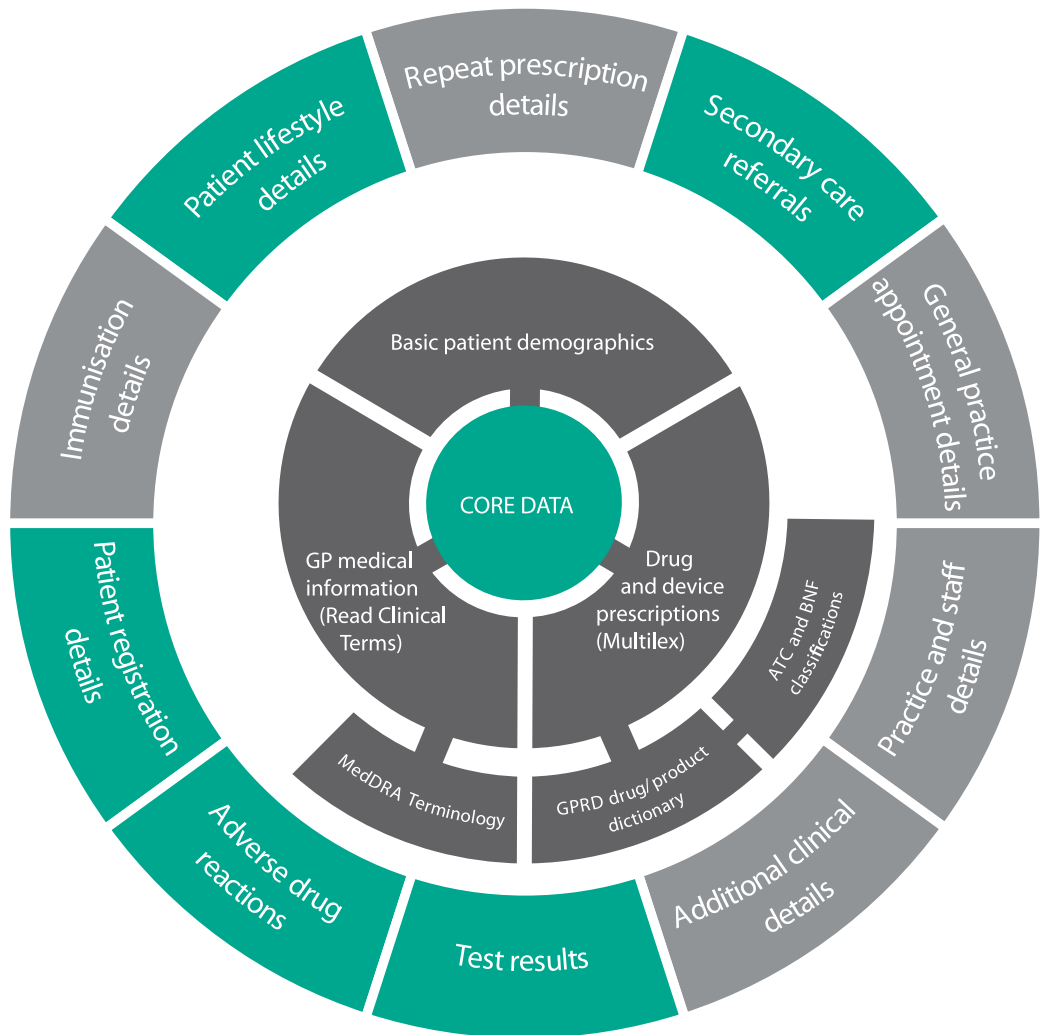 Repeat prescription
details
Secondary care
referrals
General practice
appointment details
Practice and staff
details
Additional clinical
details
Test results
Adverse drug
reactions
Patient registration
details
Immunisation
details
Patient lifestyle
details
Basic patient demographics
CORE DATA
GP medical
information
(Read Clinical
Terms)
Drug
and device
prescriptions
(Multilex)
ATC and BNF
classifications
GPRD drug/product
dictionary
MedDRA Terminology